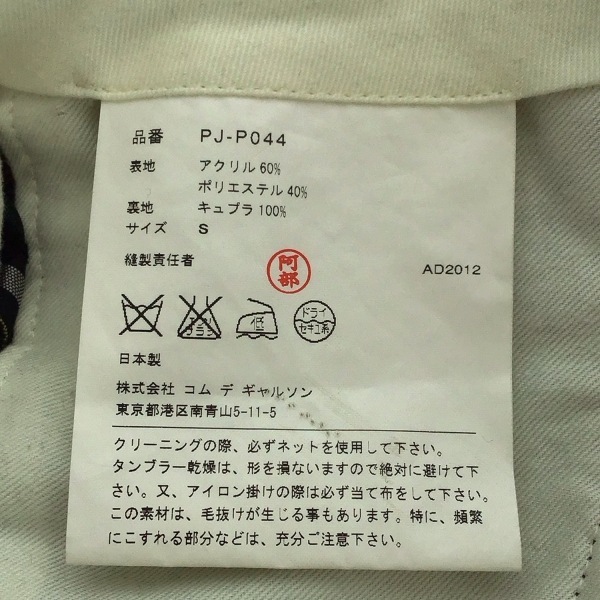 品番 PJ-P044
表地 アクリル 60%
ポリエステル 40%
裏地 キュプラ 100%
サイズ S
縫製責任者 阿部 AD2012
エンソ サラシ 低 ドライ セキユ系
日本製
株式会社 コム デ ギャルソン
東京都港区南青山5-11-5
クリーニングの際、必ずネットを使用して下さい。
タンブラー乾燥は、形を損ないますので絶対に避けて下
さい。又、アイロン掛けの際は必ず当て布をして下さい。
この素材は、毛抜けが生じる事もあります。特に、頻繁
にこすれる部分などは、充分ご注意下さい。